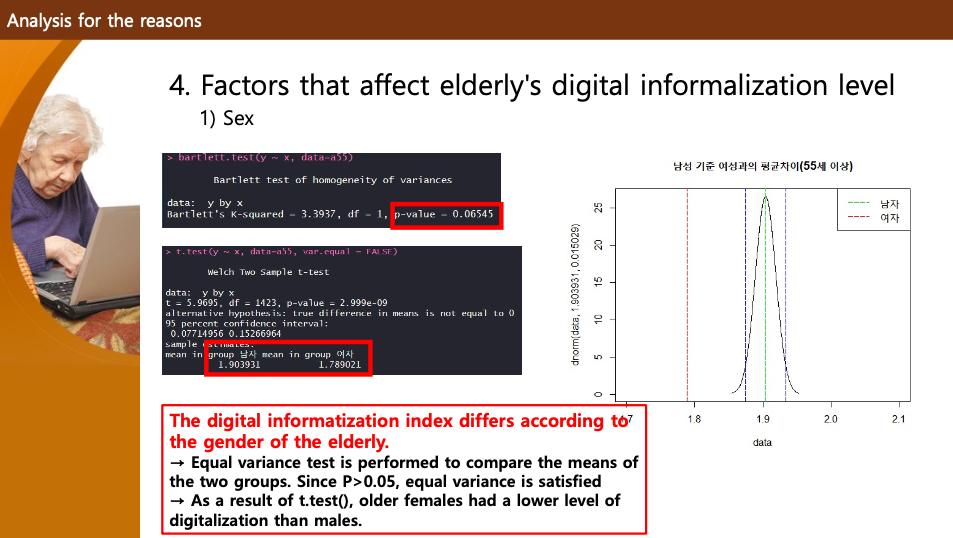 Analysis for the reasons
4. Factors that affect elderly's digital informalization level
1) Sex
> bartlett.test(y ~ x, data=a55)
Bartlett test of homogeneity of variances
data: y by x
Bartlett's K-squared = 3.3937, df = 1, p-value = 0.06545
> t.test(y ~ x, data=a55, var.equal = FALSE)
Welch Two Sample t-test
data: y by x
t = 5.9695, df = 1423, p-value = 2.999e-09
alternative hypothesis: true difference in means is not equal to 0
95 percent confidence interval:
0.07714956 0.15266964
sample estimates:
mean in group 남자 mean in group 여자
1.903931 1.789021
남성 기준 여성과의 평균차이(55세 이상)
남자
여자
dnorm(data, 1.903931, 0.015029)
25
20
15
10
5
0
1.7 1.8 1.9 2.0 2.1
data
The digital informatization index differs according to
the gender of the elderly.
→ Equal variance test is performed to compare the means of
the two groups. Since P>0.05, equal variance is satisfied
→ As a result of t.test(), older females had a lower level of
digitalization than males.